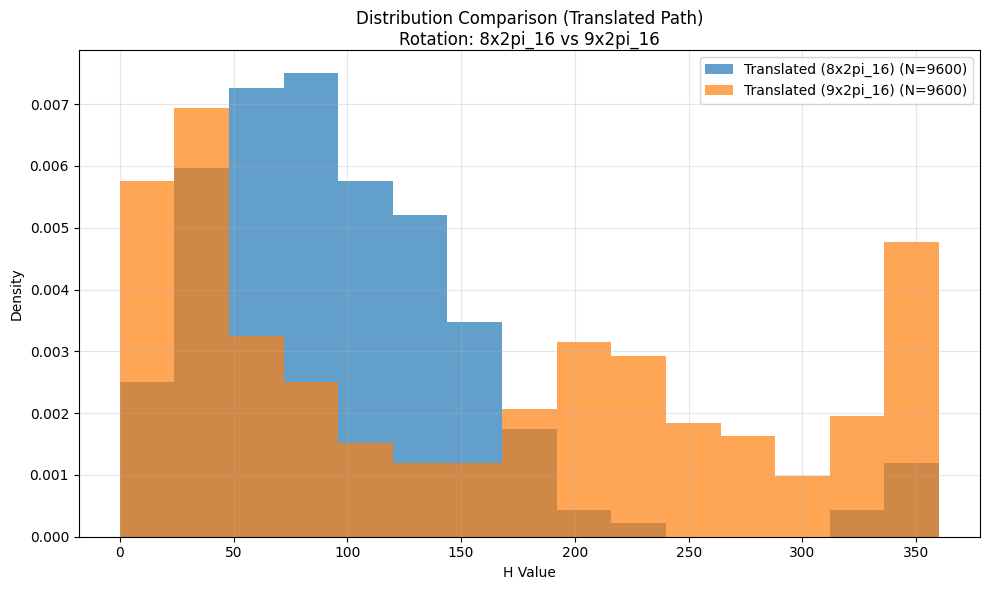 Distribution Comparison (Translated Path)
Rotation: 8x2pi_16 vs 9x2pi_16
Translated (8x2pi_16) (N=9600)
Translated (9x2pi_16) (N=9600)
Density
0.007
0.006
0.005
0.004
0.003
0.002
0.001
0.000
0 50 100 150 200 250 300 350
H Value